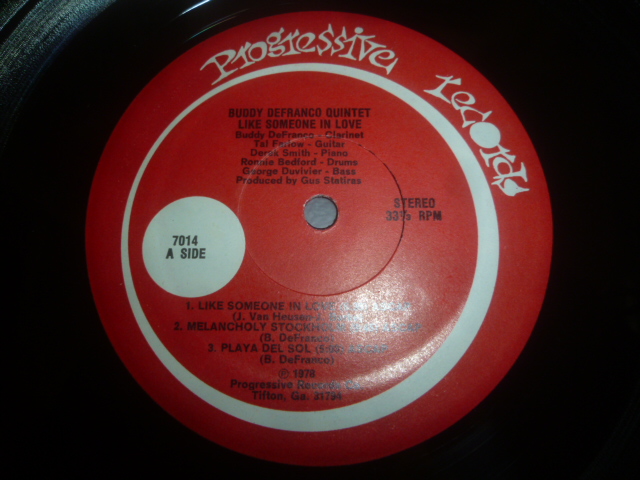 Progressive Records
BUDDY DEFRANCO QUINTET
LIKE SOMEONE IN LOVE
Buddy DeFranco - Clarinet
Tal Farlow - Guitar
Derek Smith - Piano
Ronnie Bedford - Drums
George Duvivier - Bass
Produced by Gus Statiras
STEREO
33⅓ RPM
7014
A SIDE
1. LIKE SOMEONE IN LOVE
(J. Van Heusen
2. MELANCHOLY STOCKHOLM
(B. DeFranco)
3. PLAYA DEL SOL
(B. DeFranco)
℗ 1978
Progressive Records
Tifton, Ga. 31794